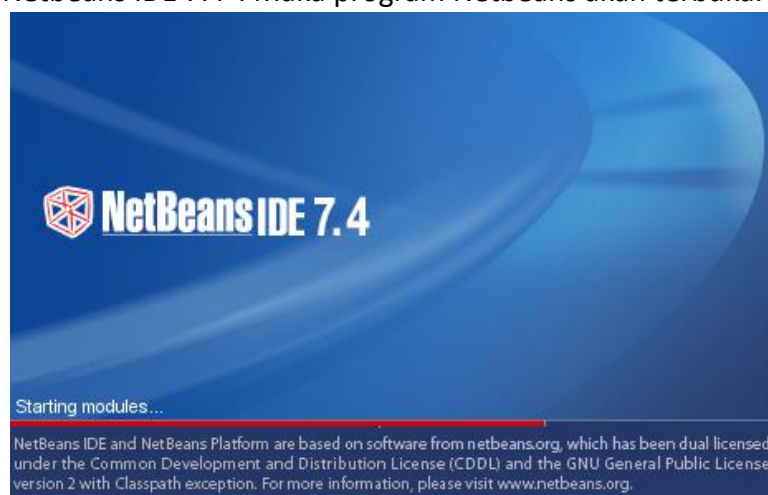 Netbeans IDE 7.4 . maka program Netbeans akan terbuka.
NetBeans IDE 7.4
Starting modules...
NetBeans IDE and NetBeans Platform are based on software from netbeans.org, which has been dual licensed
under the Common Development and Distribution License (CDDL) and the GNU General Public License
version 2 with Classpath exception. For more information, please visit www.netbeans.org.